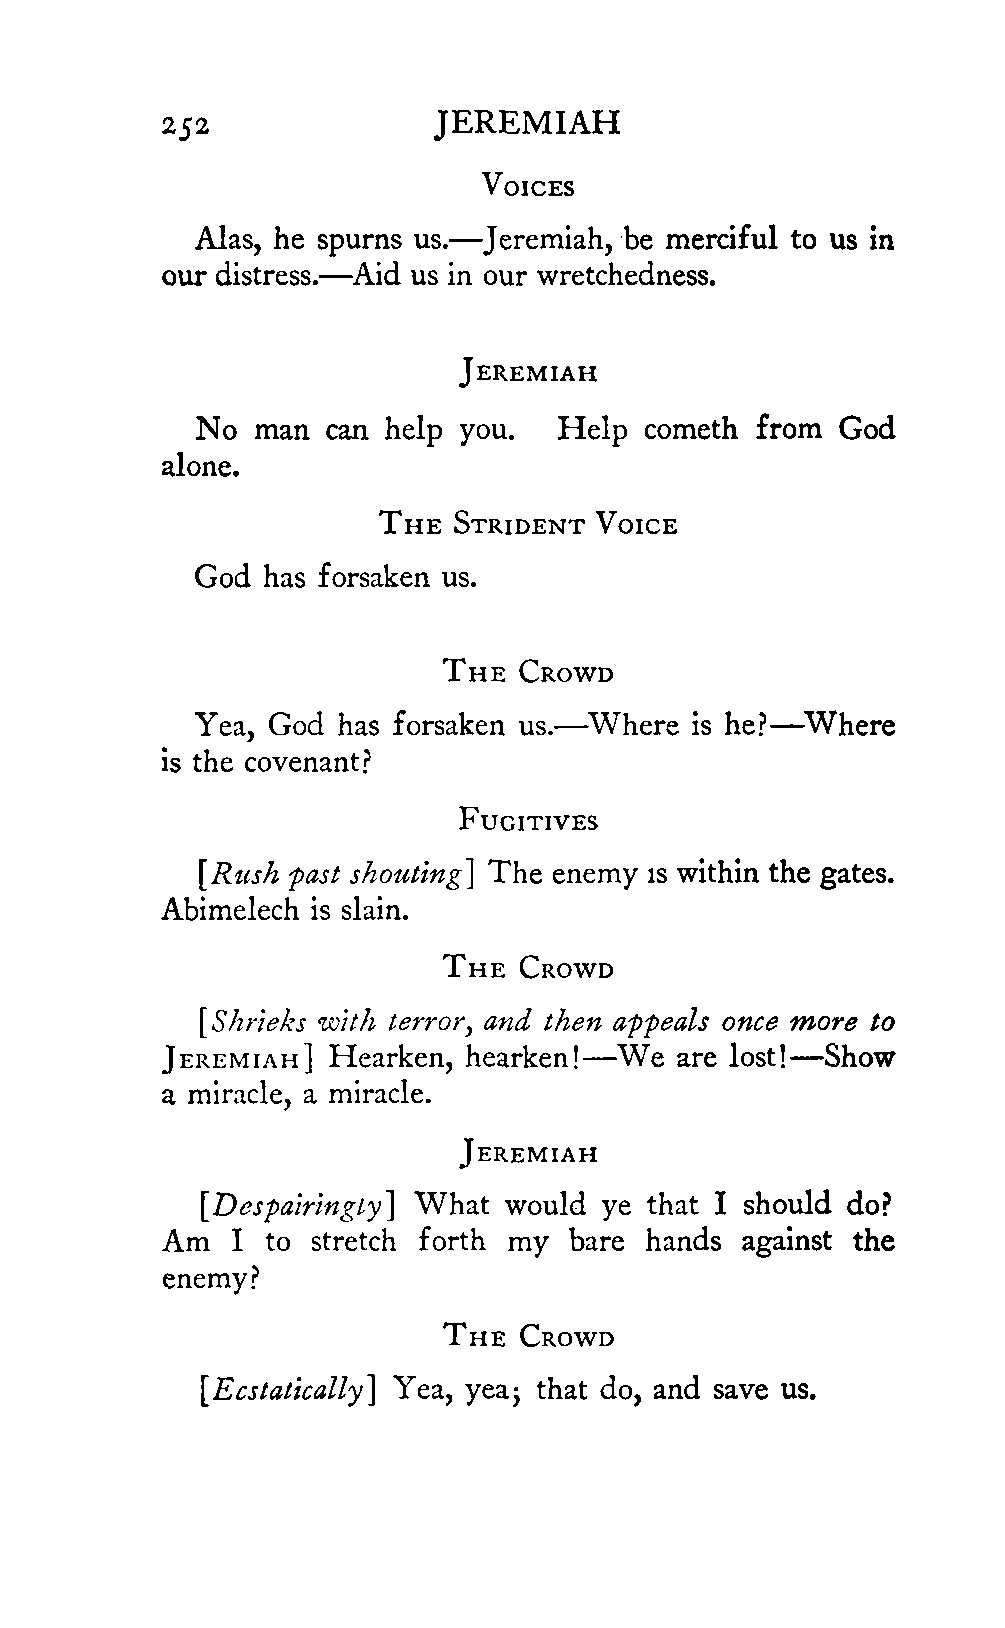 252 JEREMIAH
Voices
Alas, he spurns us.—Jeremiah, be merciful to us in
our distress.—Aid us in our wretchedness.
Jeremiah
No man can help you. Help cometh from God
alone.
The Strident Voice
God has forsaken us.
The Crowd
Yea, God has forsaken us.—Where is he?—Where
is the covenant?
Fugitives
[Rush past shouting] The enemy is within the gates.
Abimelech is slain.
The Crowd
[Shrieks with terror, and then appeals once more to
Jeremiah] Hearken, hearken!—We are lost!—Show
a miracle, a miracle.
Jeremiah
[Despairingly] What would ye that I should do?
Am I to stretch forth my bare hands against the
enemy?
The Crowd
[Ecstatically] Yea, yea; that do, and save us.